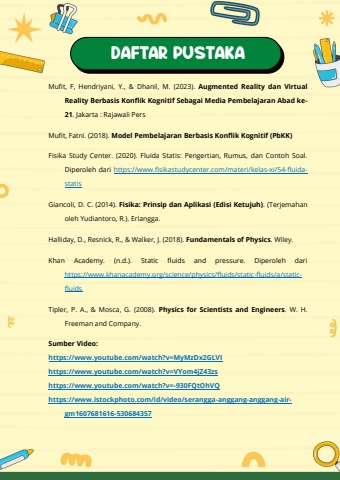 DAFTAR PUSTAKA
Mufit, F, Hendriyani, Y., & Dhanil, M. (2023). Augmented Reality dan Virtual
Reality Berbasis Konflik Kognitif Sebagai Media Pembelajaran Abad ke-
21. Jakarta : Rajawali Pers
Mufit, Fatni. (2018). Model Pembelajaran Berbasis Konflik Kognitif (PbKK)
Fisika Study Center. (2020). Fluida Statis: Pengertian, Rumus, dan Contoh Soal.
Diperoleh dari https://www.fisikastudycenter.com/materi/kelas-xi/54-fluida-
statis
Giancoli, D. C. (2014). Fisika: Prinsip dan Aplikasi (Edisi Ketujuh). (Terjemahan
oleh Yudiantoro, R.). Erlangga.
Halliday, D., Resnick, R., & Walker, J. (2018). Fundamentals of Physics. Wiley.
Khan Academy. (n.d.). Static fluids and pressure. Diperoleh dari
https://www.khanacademy.org/science/physics/fluids/static-fluids/a/static-
fluids
Tipler, P. A., & Mosca, G. (2008). Physics for Scientists and Engineers. W. H.
Freeman and Company.
Sumber Video:
https://www.youtube.com/watch?v=MyMzDx2GLVI
https://www.youtube.com/watch?v=VYom4jZ43zs
https://www.youtube.com/watch?v=-930FQtOhVQ
https://www.istockphoto.com/id/video/serangga-anggang-anggang-air-
gm1607681616-530684357